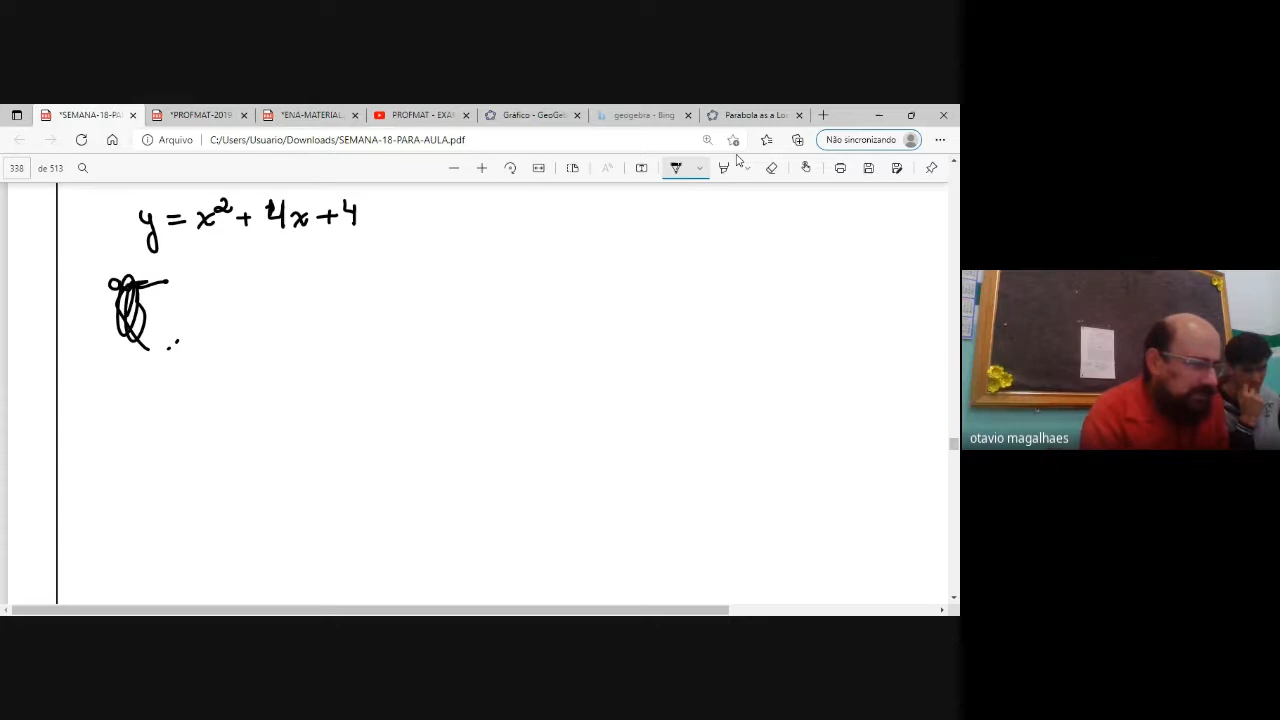 *SEMANA-18-PA
*PROFMAT-2019
*ENA-MATERIAL
PROFMAT - EXA
Gráfico - GeoGeb
geogebra - Bing
Parabola as a Lo
Arquivo
C:/Users/Usuario/Downloads/SEMANA-18-PARA-AULA.pdf
Não sincronizando
338 de 513
y = x² + 4x + 4
otavio magalhaes